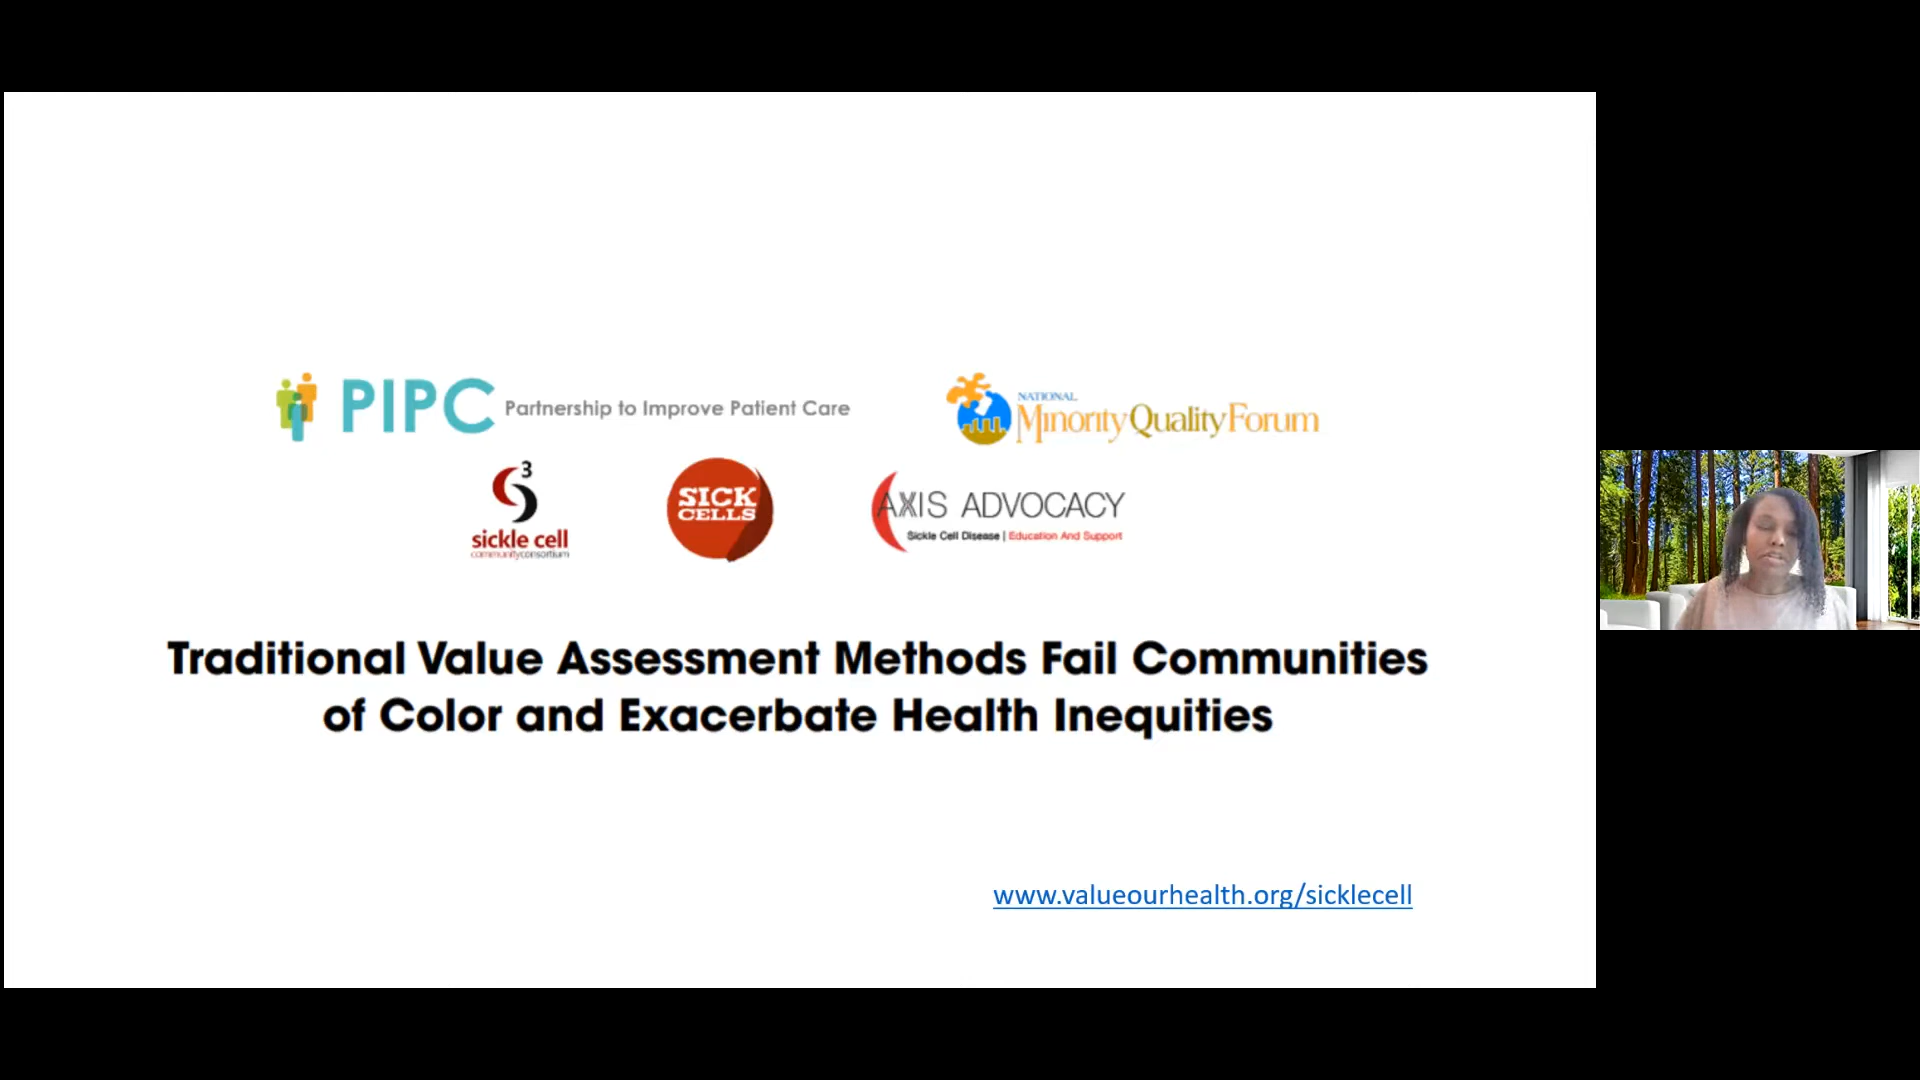 PIPC Partnership to Improve Patient Care
NATIONAL
Minority Quality Forum
3
sickle cell
communityconsortium
SICK
CELLS
AXIS ADVOCACY
Sickle Cell Disease | Education And Support
Traditional Value Assessment Methods Fail Communities
of Color and Exacerbate Health Inequities
www.valueourhealth.org/sicklecell